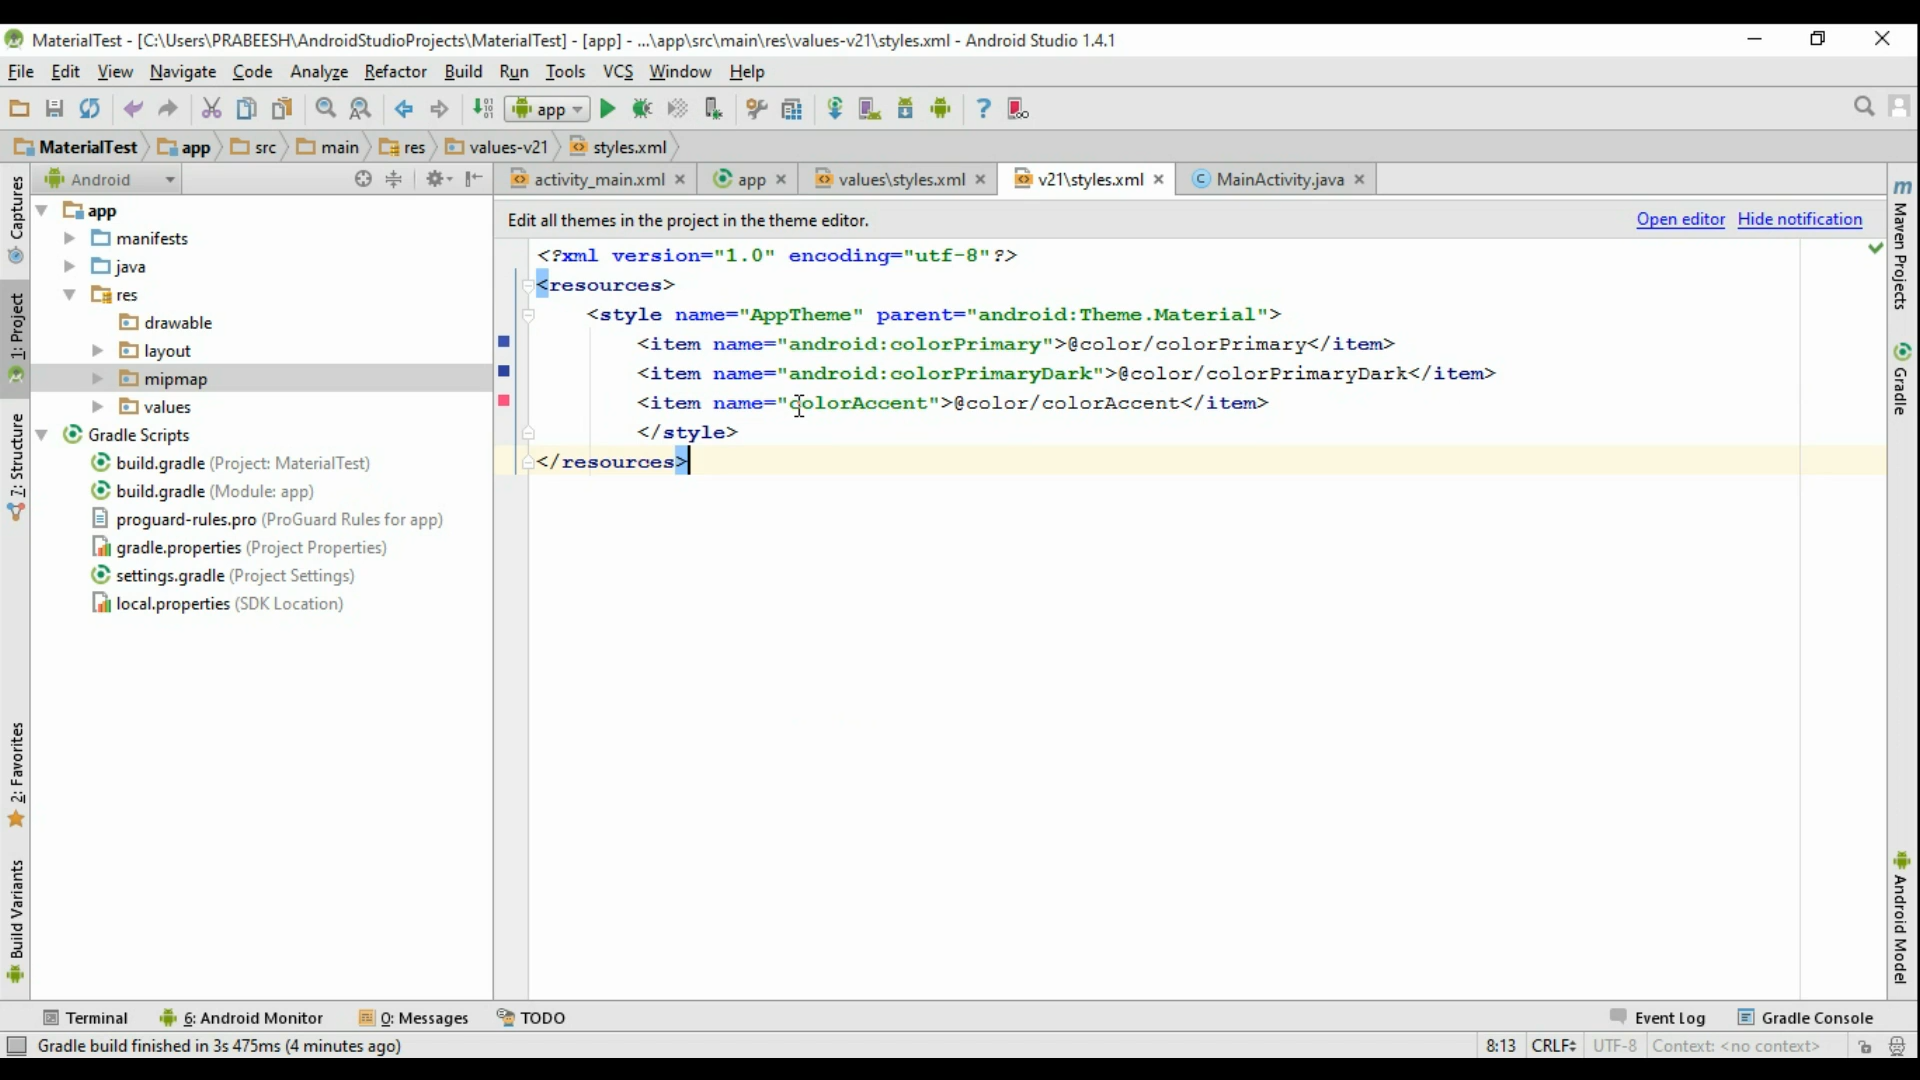 MaterialTest - [C:\Users\PRABEESH\AndroidStudioProjects\MaterialTest] - [app] - ...\app\src\main\res\values-v21\styles.xml - Android Studio 1.4.1
File Edit View Navigate Code Analyze Refactor Build Run Tools VCS Window Help
app
MaterialTest app src main res values-v21 styles.xml
Android
activity_main.xml app values\styles.xml v21\styles.xml MainActivity.java
Edit all themes in the project in the theme editor. Open editor Hide notification
app
manifests
java
res
drawable
layout
mipmap
values
Gradle Scripts
build.gradle (Project: MaterialTest)
build.gradle (Module: app)
proguard-rules.pro (ProGuard Rules for app)
gradle.properties (Project Properties)
settings.gradle (Project Settings)
local.properties (SDK Location)
<?xml version="1.0" encoding="utf-8"?>
<resources>
<style name="AppTheme" parent="android:Theme.Material">
<item name="android:colorPrimary">@color/colorPrimary</item>
<item name="android:colorPrimaryDark">@color/colorPrimaryDark</item>
<item name="colorAccent">@color/colorAccent</item>
</style>
</resources>
Captures
1: Project
7: Structure
2: Favorites
Build Variants
Maven Projects
Gradle
Android Model
Terminal 6: Android Monitor 0: Messages TODO Event Log Gradle Console
Gradle build finished in 3s 475ms (4 minutes ago) 8:13 CRLF UTF-8 Context: <no context>